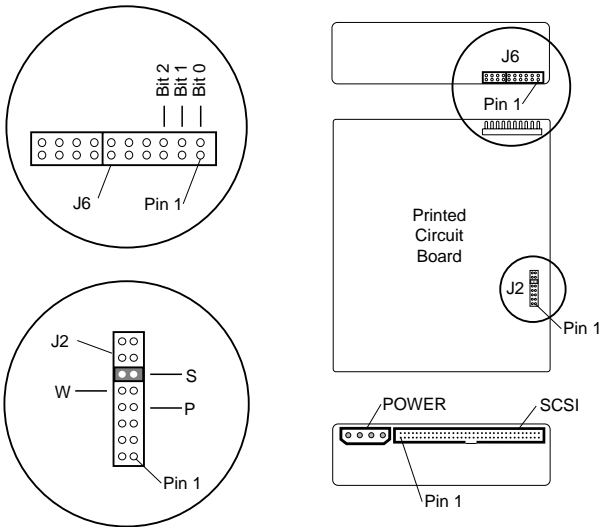 Bit 2
Bit 1
Bit 0
J6
Pin 1
J6
Pin 1
Printed
Circuit
Board
J2
Pin 1
J2
S
W
P
Pin 1
POWER
SCSI
Pin 1